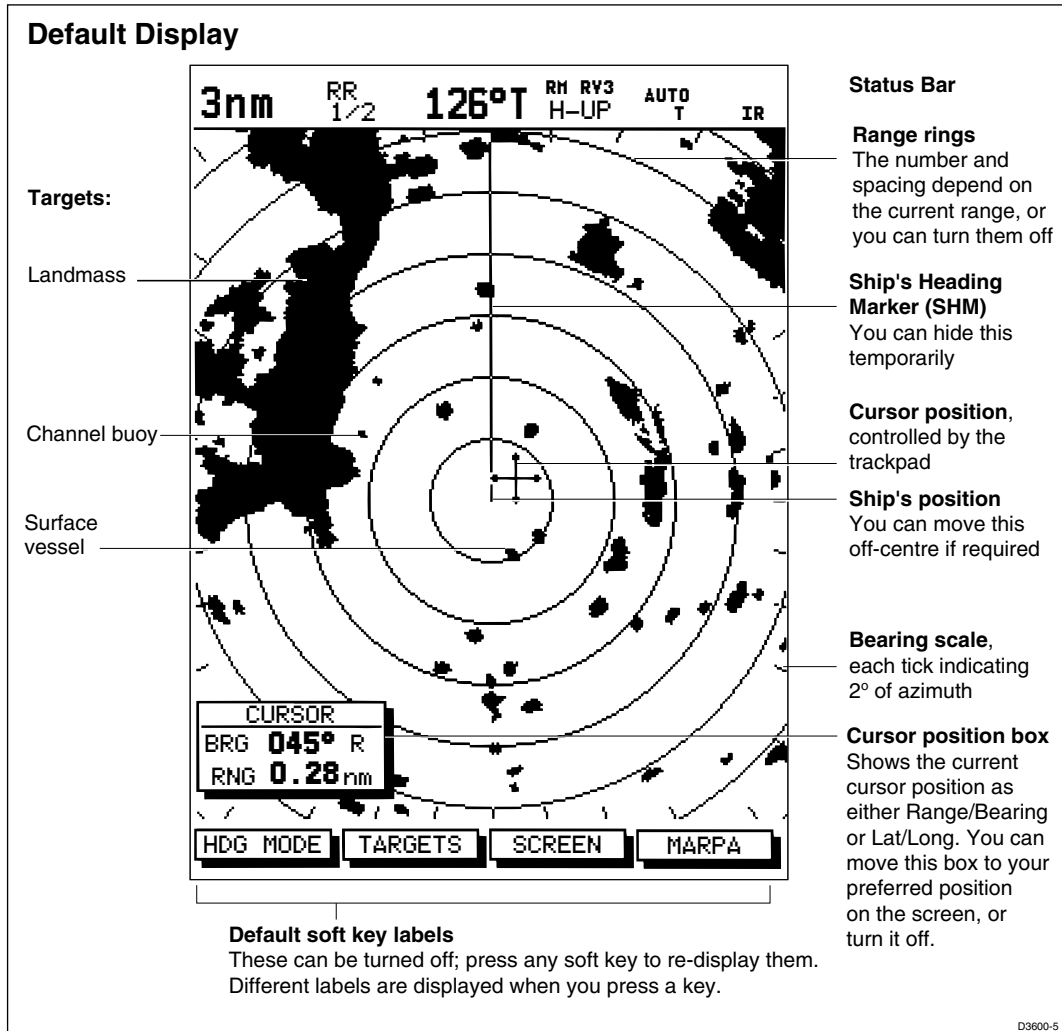 Default Display
3nm
RR
1/2
126°T
RM RV3
H-UP
AUTO
T
IR
Status Bar
Range rings
The number and
spacing depend on
the current range, or
you can turn them off
Targets:
Landmass
Ship's Heading
Marker (SHM)
You can hide this
temporarily
Channel buoy
Cursor position,
controlled by the
trackpad
Ship's position
You can move this
off-centre if required
Surface
vessel
Bearing scale,
each tick indicating
2º of azimuth
CURSOR
BRG 045° R
RNG 0.28 nm
Cursor position box
Shows the current
cursor position as
either Range/Bearing
or Lat/Long. You can
move this box to your
preferred position
on the screen, or
turn it off.
HDG MODE
TARGETS
SCREEN
MARPA
Default soft key labels
These can be turned off; press any soft key to re-display them.
Different labels are displayed when you press a key.
D3600-5